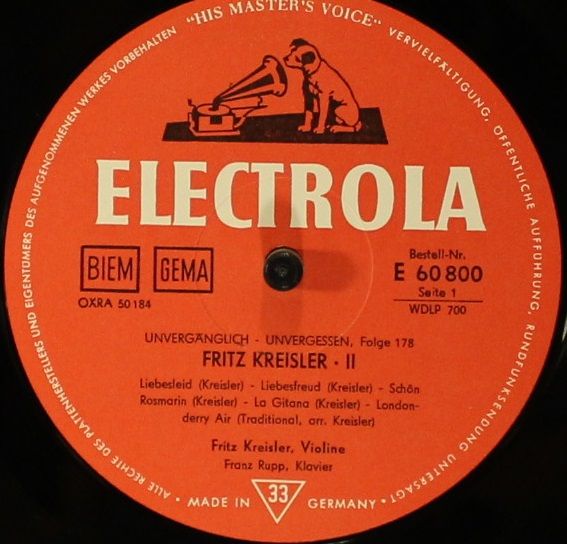 "HIS MASTER'S VOICE"
ELECTROLA
BIEM GEMA
OXRA 50184
Bestell-Nr.
E 60 800
Seite 1
WDLP 700
UNVERGÄNGLICH - UNVERGESSEN, Folge 178
FRITZ KREISLER · II
Liebesleid (Kreisler) - Liebesfreud (Kreisler) - Schön
Rosmarin (Kreisler) - La Gitana (Kreisler) - London-
derry Air (Traditional, arr. Kreisler)
Fritz Kreisler, Violine
Franz Rupp, Klavier
33
MADE IN GERMANY
· ALLE RECHTE DES PLATTENHERSTELLERS UND EIGENTÜMERS DES AUFGENOMMENEN WERKES VORBEHALTEN
VERVIELFÄLTIGUNG, ÖFFENTLICHE AUFFÜHRUNG, RUNDFUNKSENDUNG UNTERSAGT ·